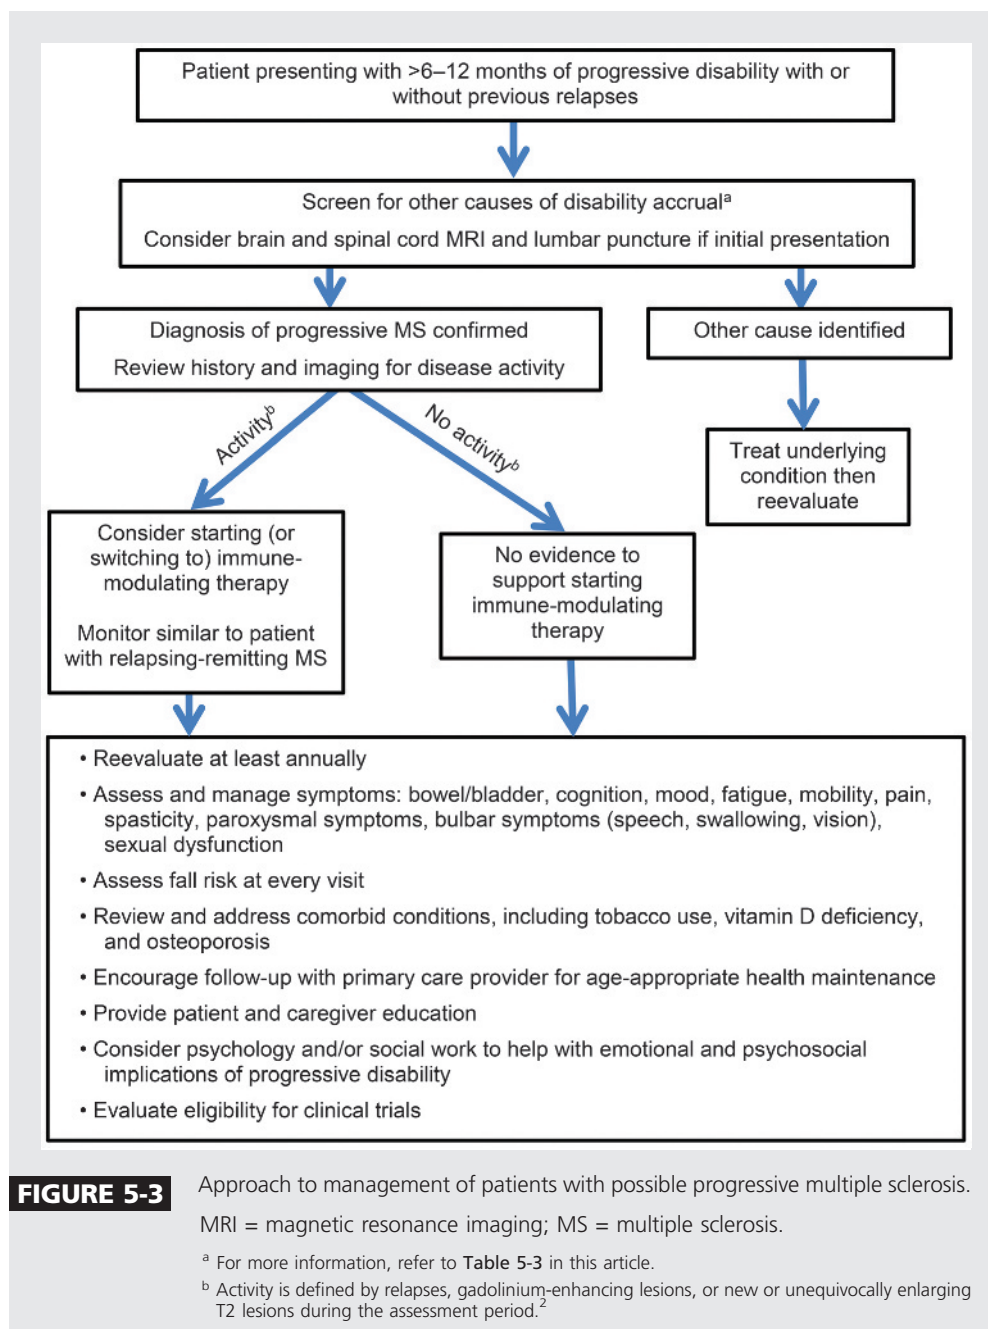 Patient presenting with >6–12 months of progressive disability with or
without previous relapses
Screen for other causes of disability accrualᵃ
Consider brain and spinal cord MRI and lumbar puncture if initial presentation
Diagnosis of progressive MS confirmed
Review history and imaging for disease activity
Other cause identified
Activityᵇ
No activityᵇ
Treat underlying
condition then
reevaluate
Consider starting (or
switching to) immune-
modulating therapy
Monitor similar to patient
with relapsing-remitting MS
No evidence to
support starting
immune-modulating
therapy
• Reevaluate at least annually
• Assess and manage symptoms: bowel/bladder, cognition, mood, fatigue, mobility, pain,
spasticity, paroxysmal symptoms, bulbar symptoms (speech, swallowing, vision),
sexual dysfunction
• Assess fall risk at every visit
• Review and address comorbid conditions, including tobacco use, vitamin D deficiency,
and osteoporosis
• Encourage follow-up with primary care provider for age-appropriate health maintenance
• Provide patient and caregiver education
• Consider psychology and/or social work to help with emotional and psychosocial
implications of progressive disability
• Evaluate eligibility for clinical trials
FIGURE 5-3
Approach to management of patients with possible progressive multiple sclerosis.
MRI = magnetic resonance imaging; MS = multiple sclerosis.
ᵃ For more information, refer to Table 5-3 in this article.
ᵇ Activity is defined by relapses, gadolinium-enhancing lesions, or new or unequivocally enlarging
T2 lesions during the assessment period.²